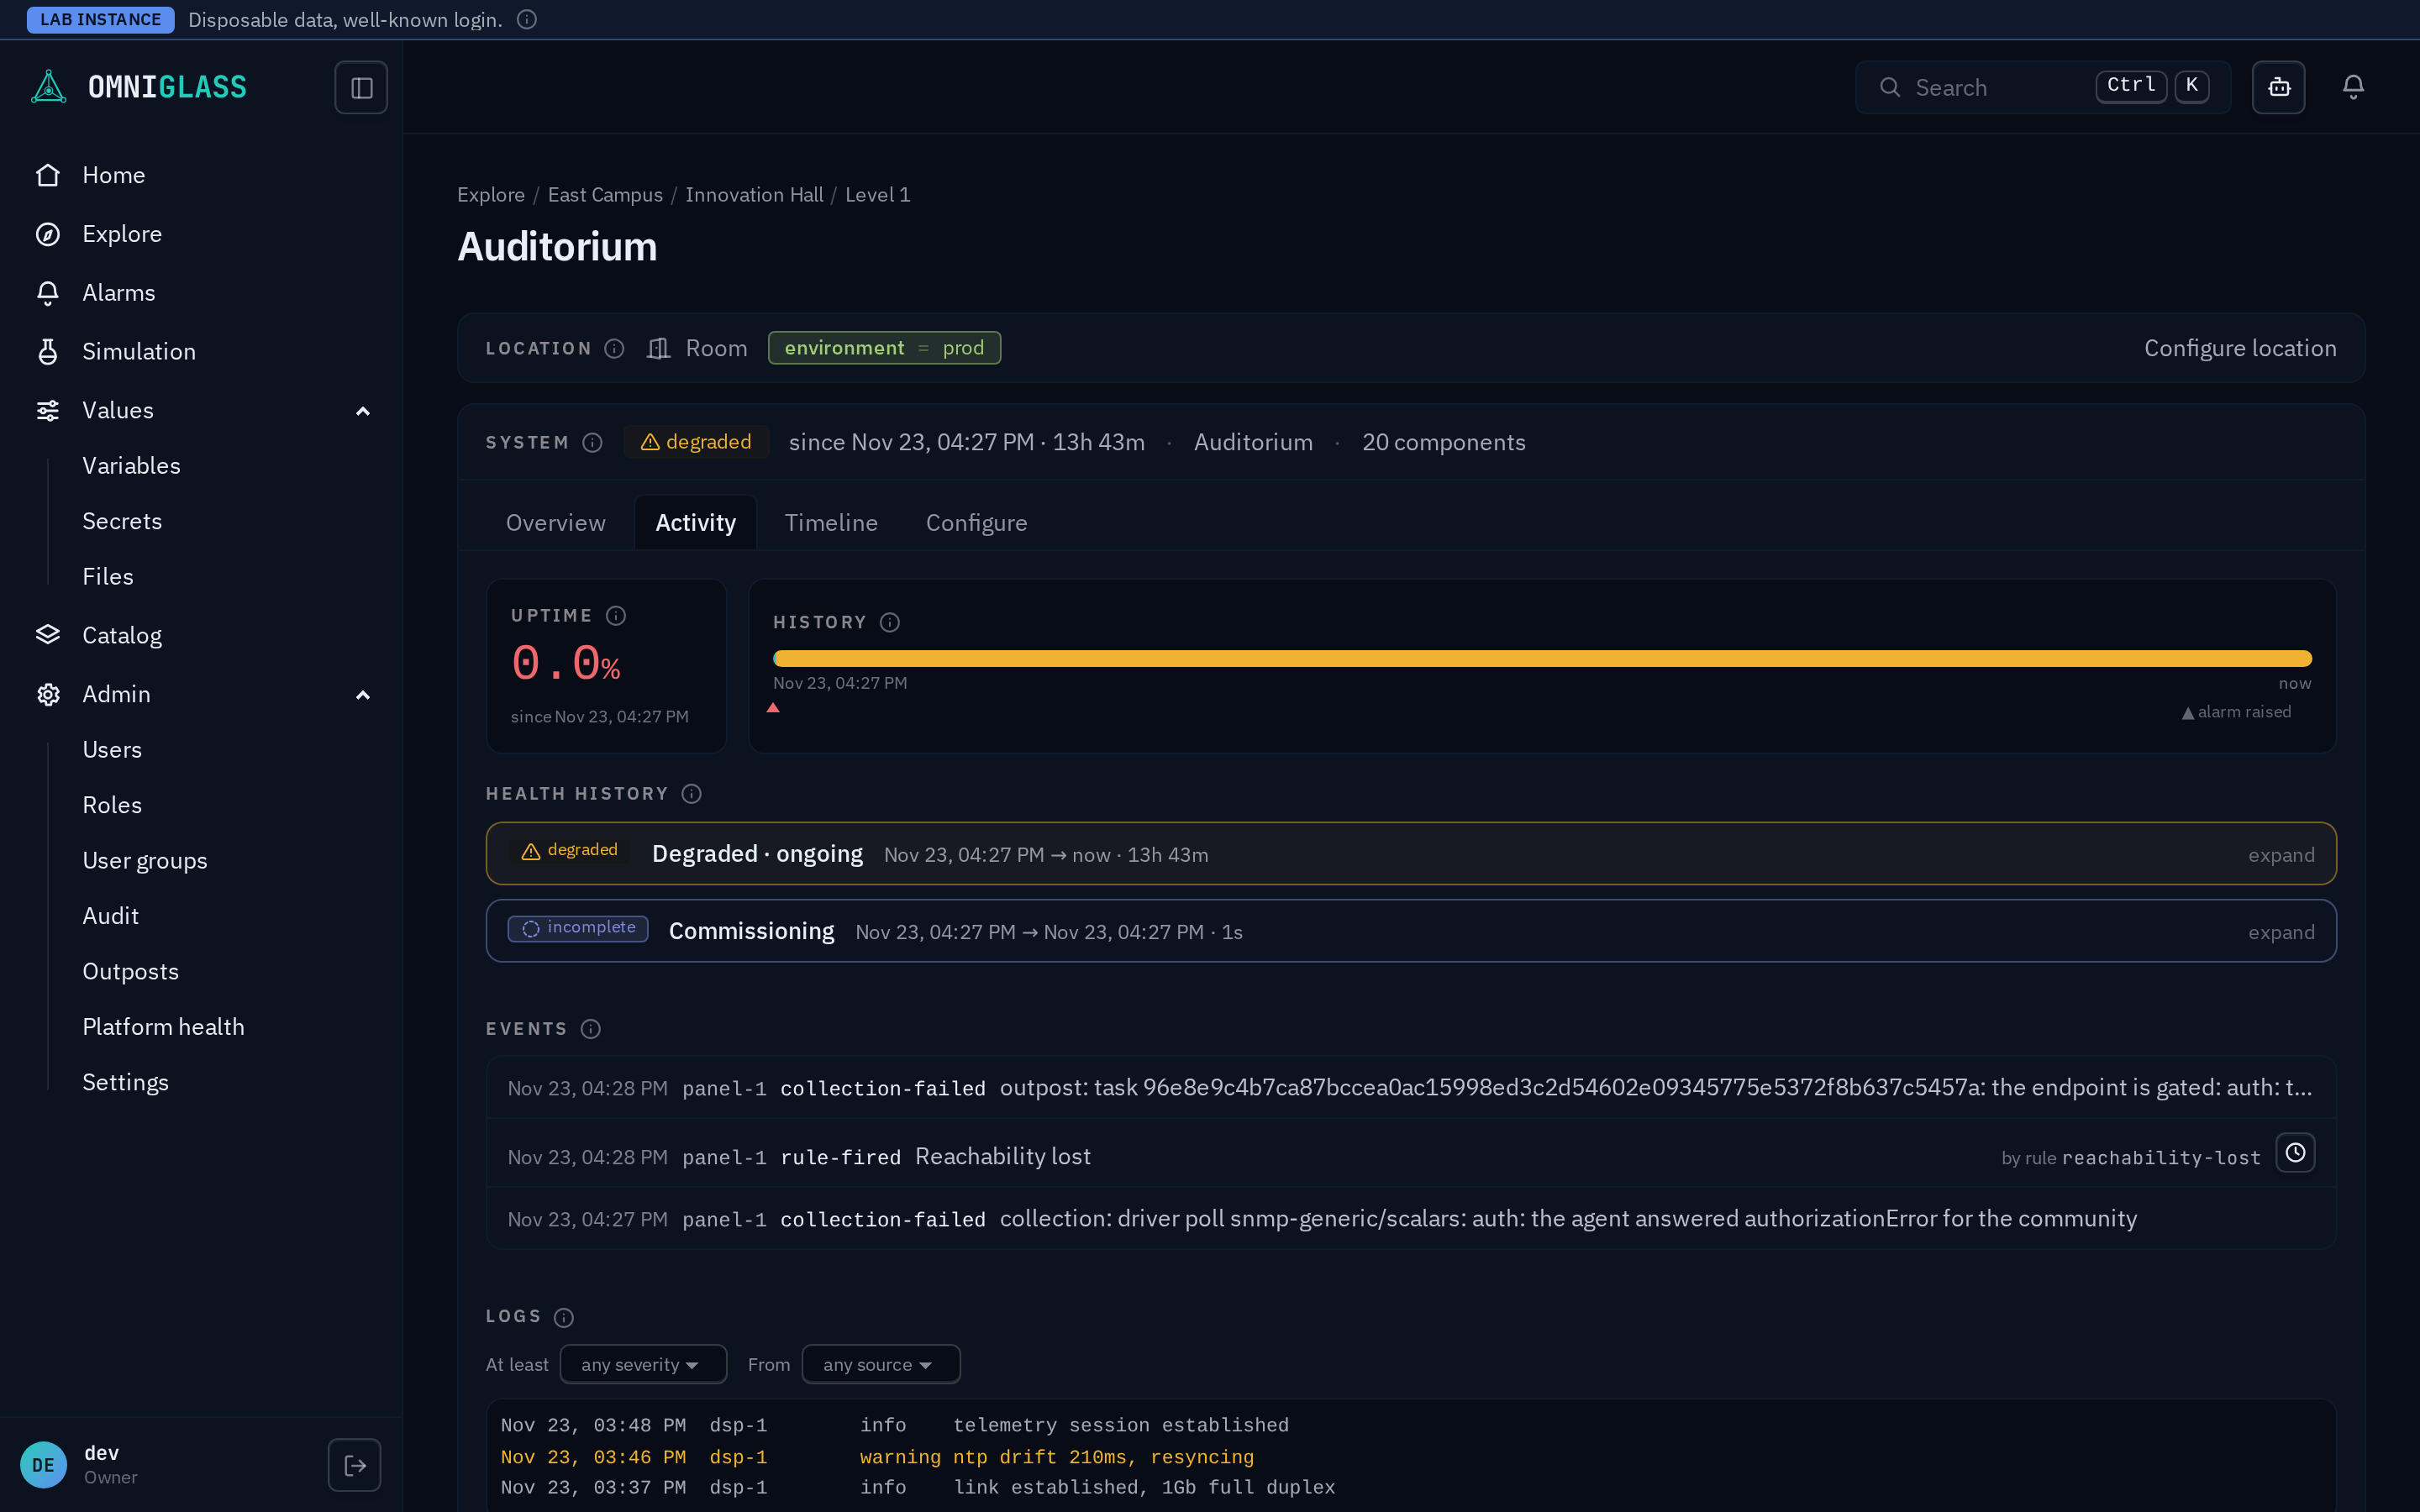 LAB INSTANCE Disposable data, well-known login.
OMNIGLASS
Search Ctrl K
Home
Explore
Alarms
Simulation
Values
Variables
Secrets
Files
Catalog
Admin
Users
Roles
User groups
Audit
Outposts
Platform health
Settings
DE dev
Owner
Explore / East Campus / Innovation Hall / Level 1
Auditorium
LOCATION Room environment = prod Configure location
SYSTEM degraded since Nov 23, 04:27 PM · 13h 43m · Auditorium · 20 components
Overview Activity Timeline Configure
UPTIME
0.0%
since Nov 23, 04:27 PM
HISTORY
Nov 23, 04:27 PM now
▲ alarm raised
HEALTH HISTORY
degraded Degraded · ongoing Nov 23, 04:27 PM → now · 13h 43m expand
incomplete Commissioning Nov 23, 04:27 PM → Nov 23, 04:27 PM · 1s expand
EVENTS
Nov 23, 04:28 PM panel-1 collection-failed outpost: task 96e8e9c4b7ca87bccea0ac15998ed3c2d54602e09345775e5372f8b637c5457a: the endpoint is gated: auth: t...
Nov 23, 04:28 PM panel-1 rule-fired Reachability lost by rule reachability-lost
Nov 23, 04:27 PM panel-1 collection-failed collection: driver poll snmp-generic/scalars: auth: the agent answered authorizationError for the community
LOGS
At least any severity From any source
Nov 23, 03:48 PM dsp-1 info telemetry session established
Nov 23, 03:46 PM dsp-1 warning ntp drift 210ms, resyncing
Nov 23, 03:37 PM dsp-1 info link established, 1Gb full duplex